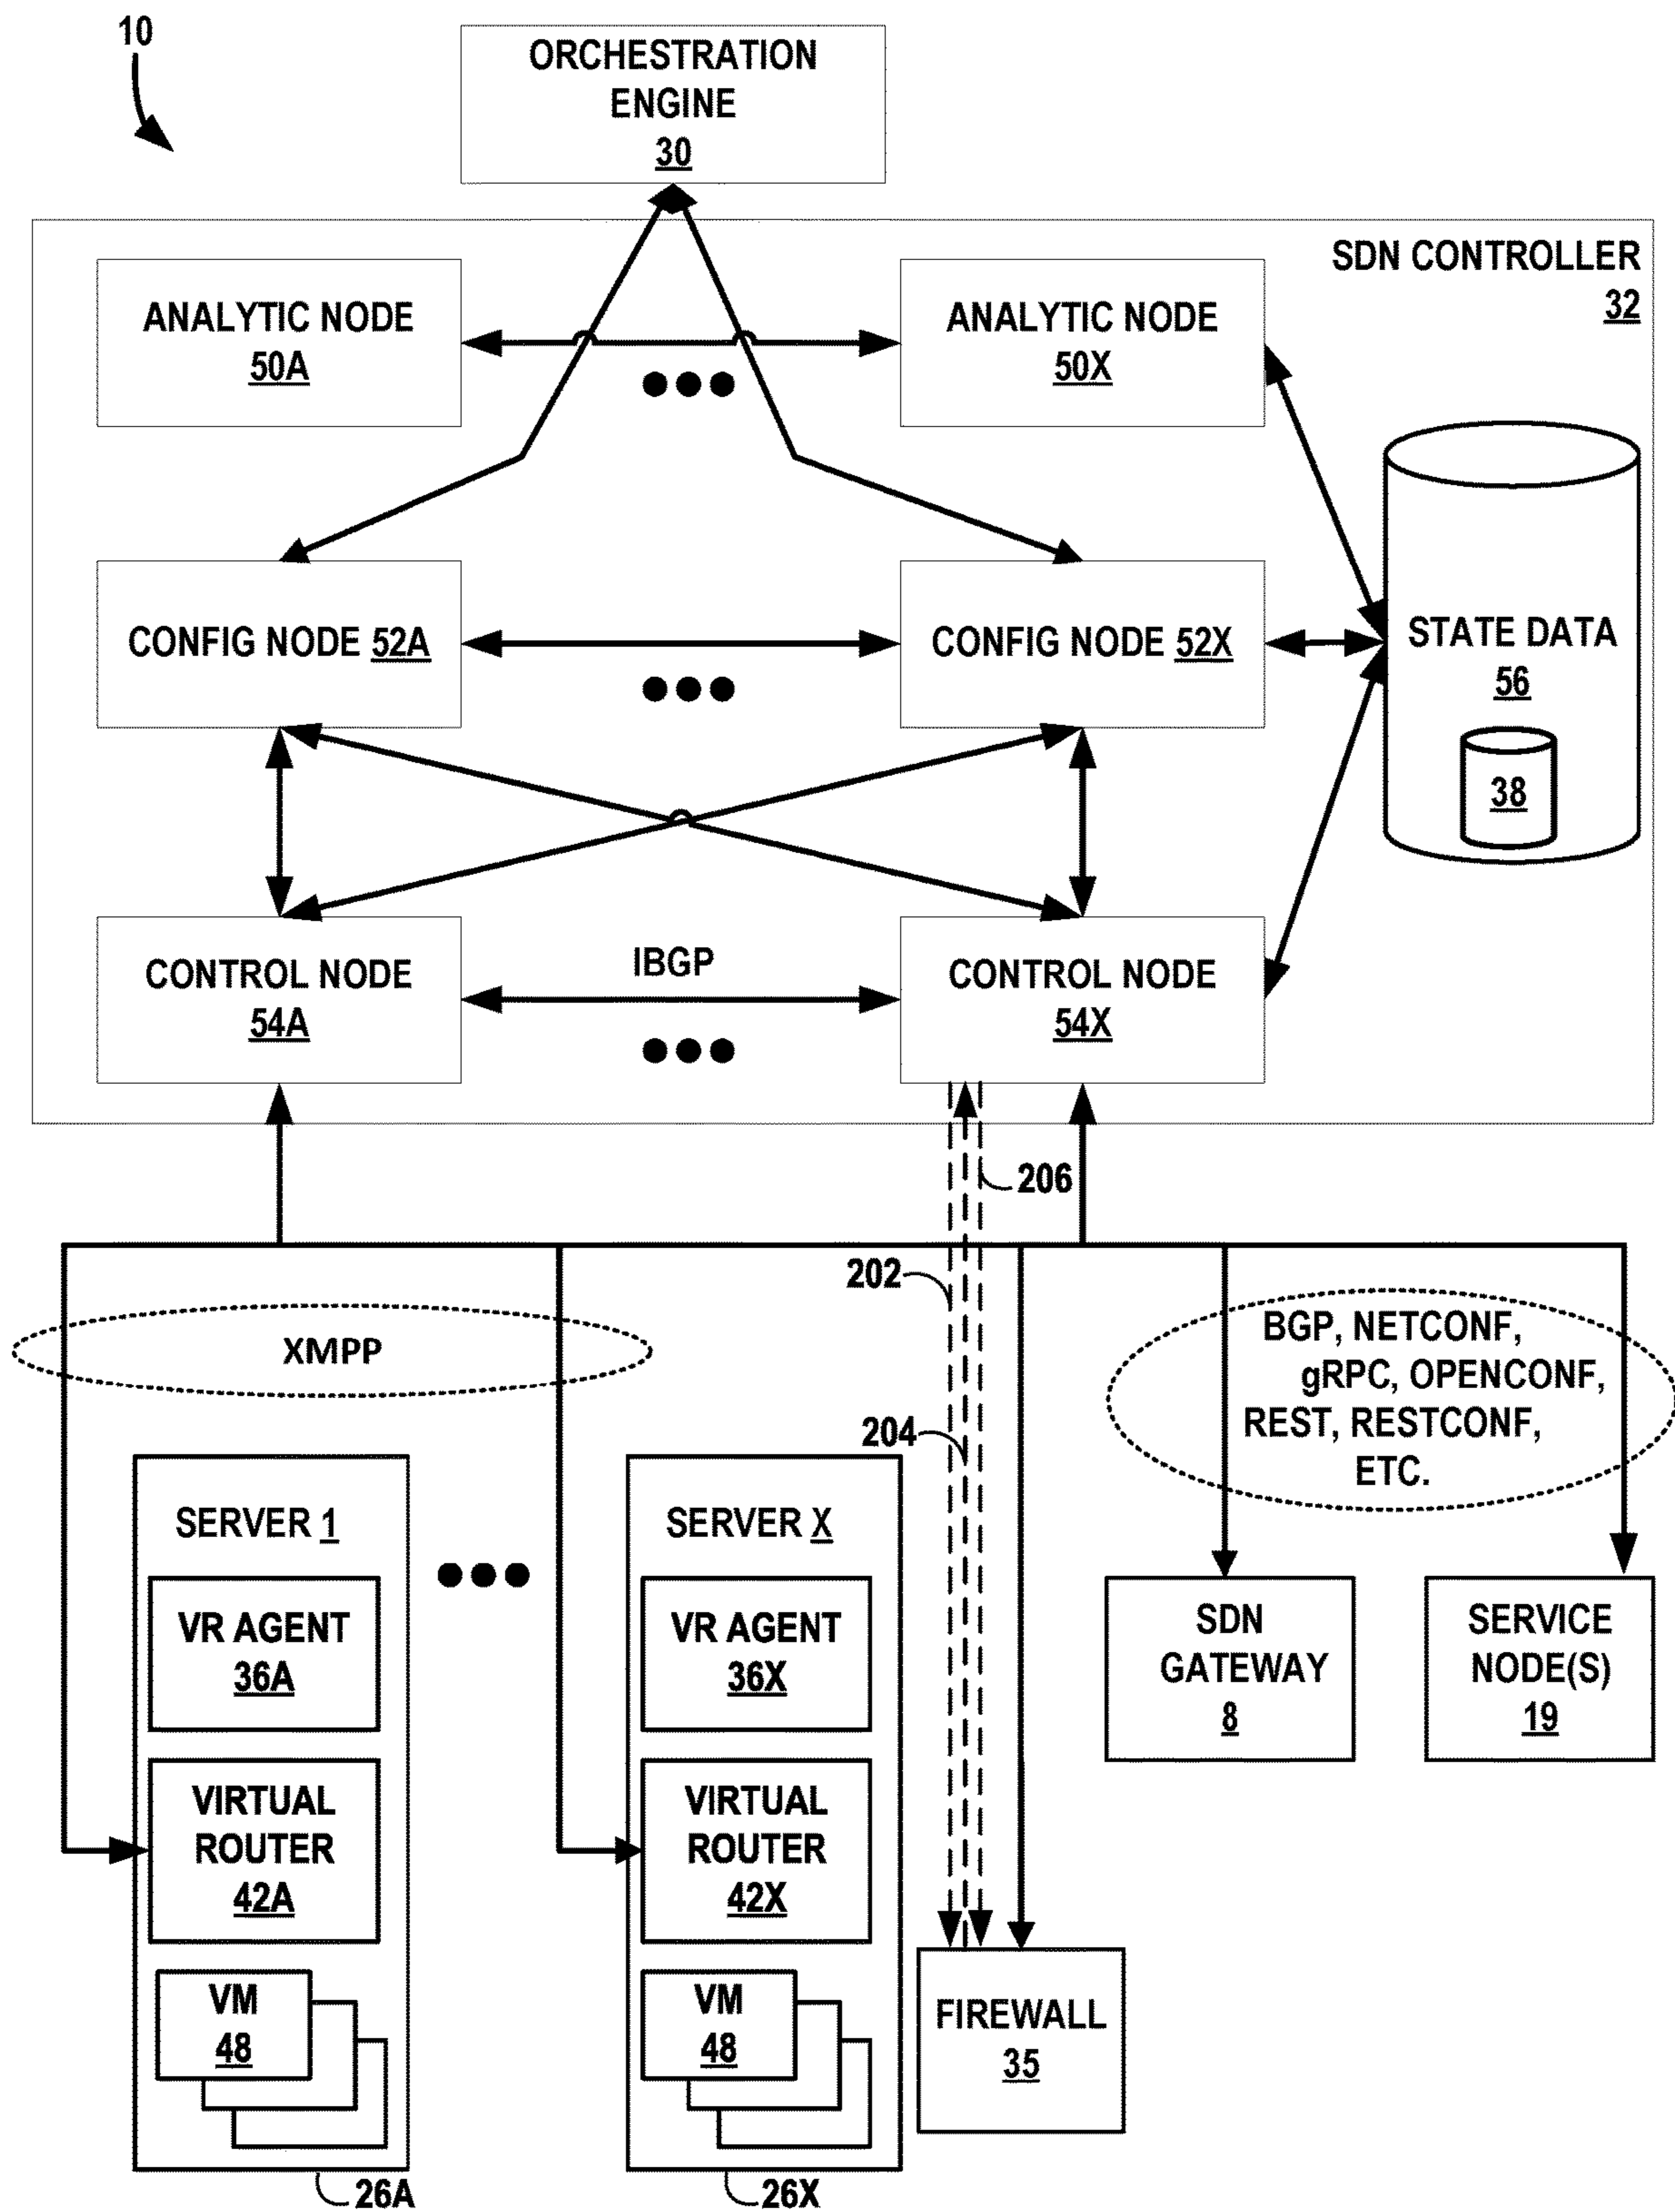 10
ORCHESTRATION
ENGINE
30
SDN CONTROLLER
32
ANALYTIC NODE
50A
ANALYTIC NODE
50X
CONFIG NODE 52A
CONFIG NODE 52X
STATE DATA
56
38
CONTROL NODE
54A
IBGP
CONTROL NODE
54X
206
202
XMPP
BGP, NETCONF,
gRPC, OPENCONF,
REST, RESTCONF,
ETC.
204
SERVER 1
VR AGENT
36A
VIRTUAL
ROUTER
42A
VM
48
26A
SERVER X
VR AGENT
36X
VIRTUAL
ROUTER
42X
VM
48
26X
FIREWALL
35
SDN
GATEWAY
8
SERVICE
NODE(S)
19